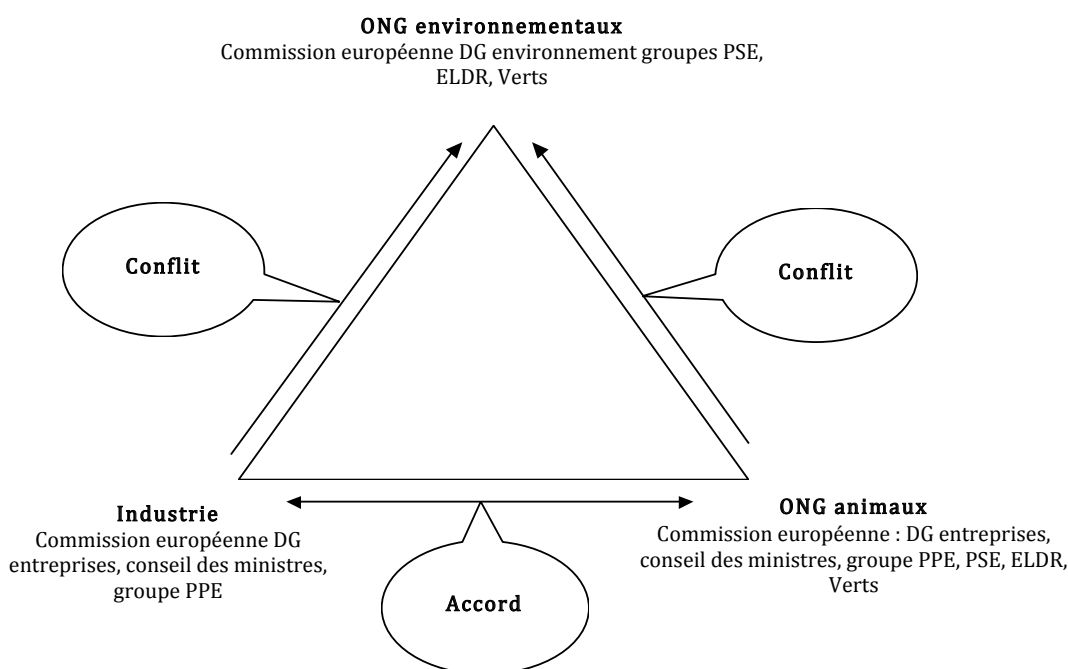 ONG environnementaux
Commission européenne DG environnement groupes PSE,
ELDR, Verts
Conflit
Conflit
Industrie
Commission européenne DG
entreprises, conseil des ministres,
groupe PPE
ONG animaux
Commission européenne : DG entreprises,
conseil des ministres, groupe PPE, PSE, ELDR,
Verts
Accord